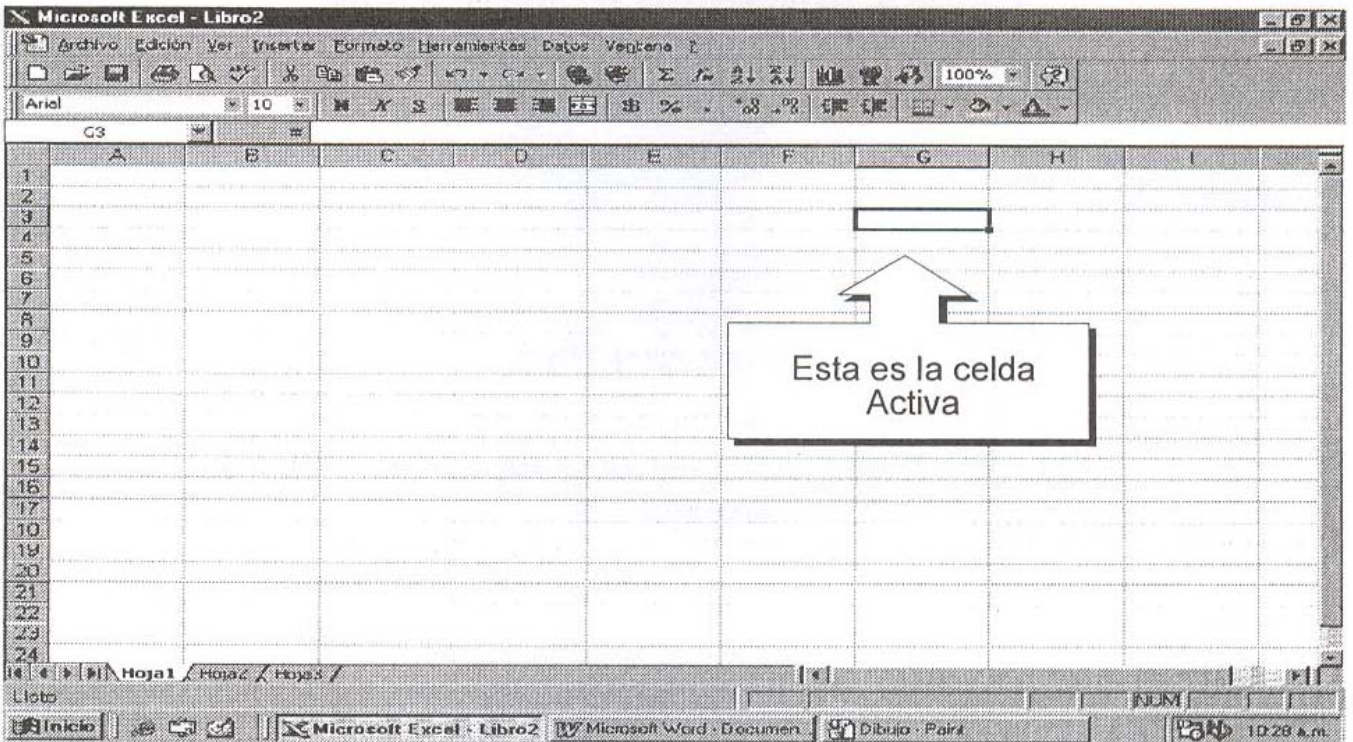 Microsoft Excel - Libro2
Archivo Edición Ver Insertar Formato Herramientas Datos Ventana ?
100%
Arial 10 N K S
G3 =
A B C D E F G H I
1
2
3
4
5
6
7
8
9
10
11
12
13
14
15
16
17
18
19
20
21
22
23
24
Esta es la celda
Activa
Hoja1 Hoja2 Hoja3
Listo NUM
Inicio Microsoft Excel - Libro2 Microsoft Word - Documen Dibujo - Paint 10:28 a.m.